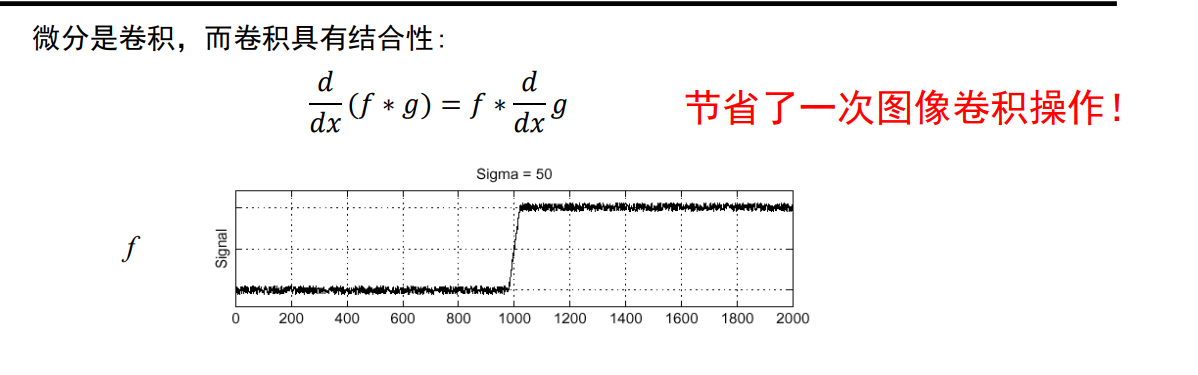 微分是卷积，而卷积具有结合性：
d/dx (f ∗ g) = f ∗ d/dx g
节省了一次图像卷积操作！
Sigma = 50
f
Signal
0 200 400 600 800 1000 1200 1400 1600 1800 2000